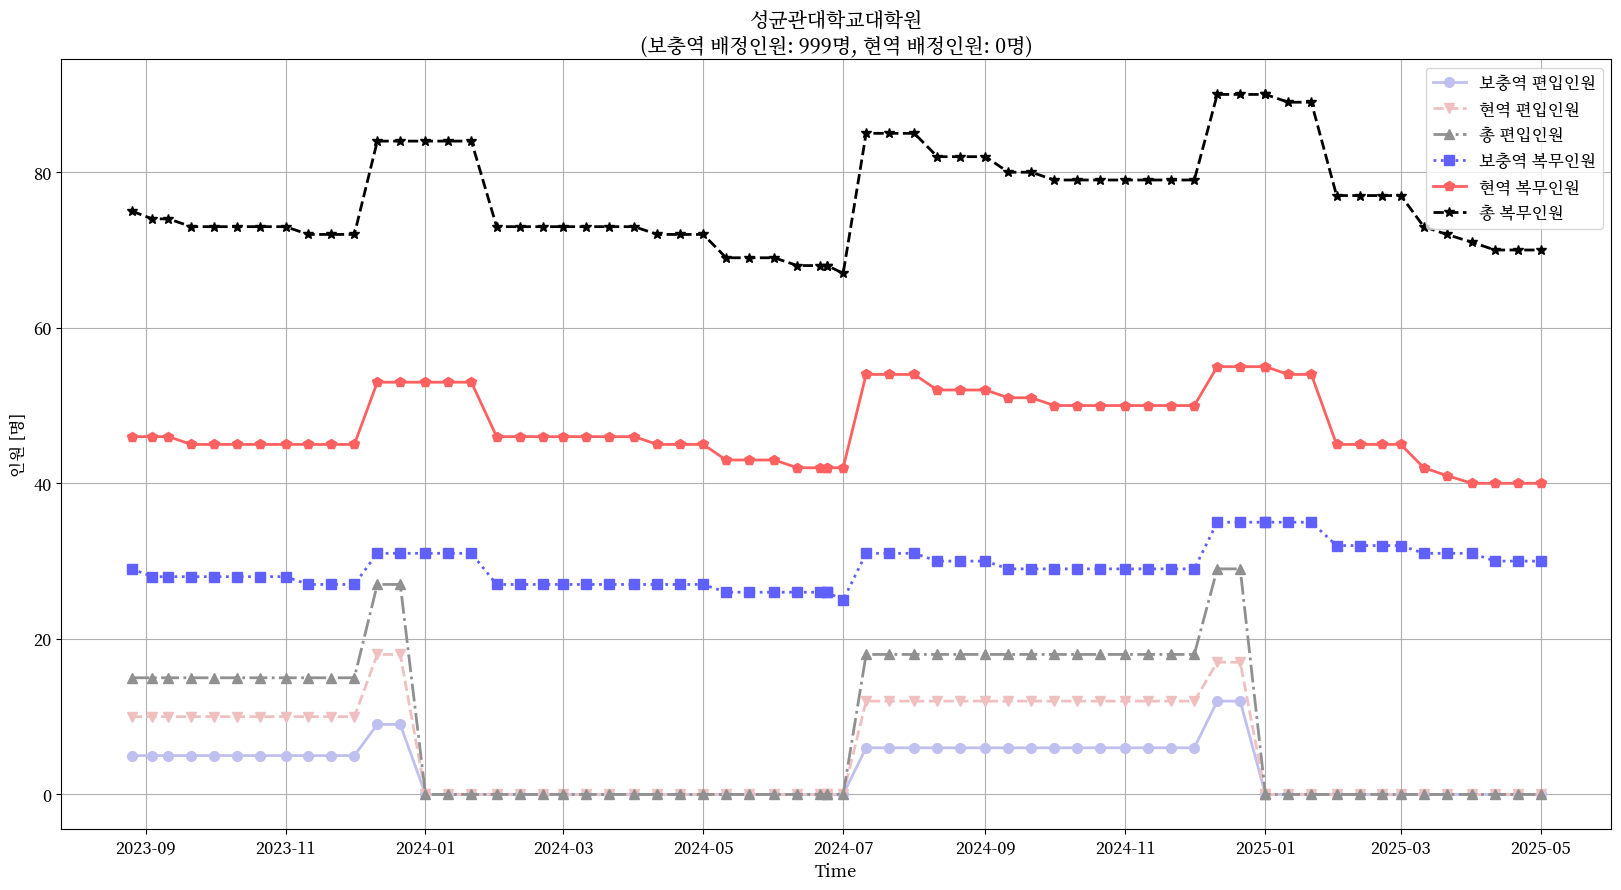 성균관대학교대학원
(보충역 배정인원: 999명, 현역 배정인원: 0명)
보충역 편입인원
현역 편입인원
총 편입인원
보충역 복무인원
현역 복무인원
총 복무인원
인원 [명]
80
60
40
20
0
2023-09 2023-11 2024-01 2024-03 2024-05 2024-07 2024-09 2024-11 2025-01 2025-03 2025-05
Time